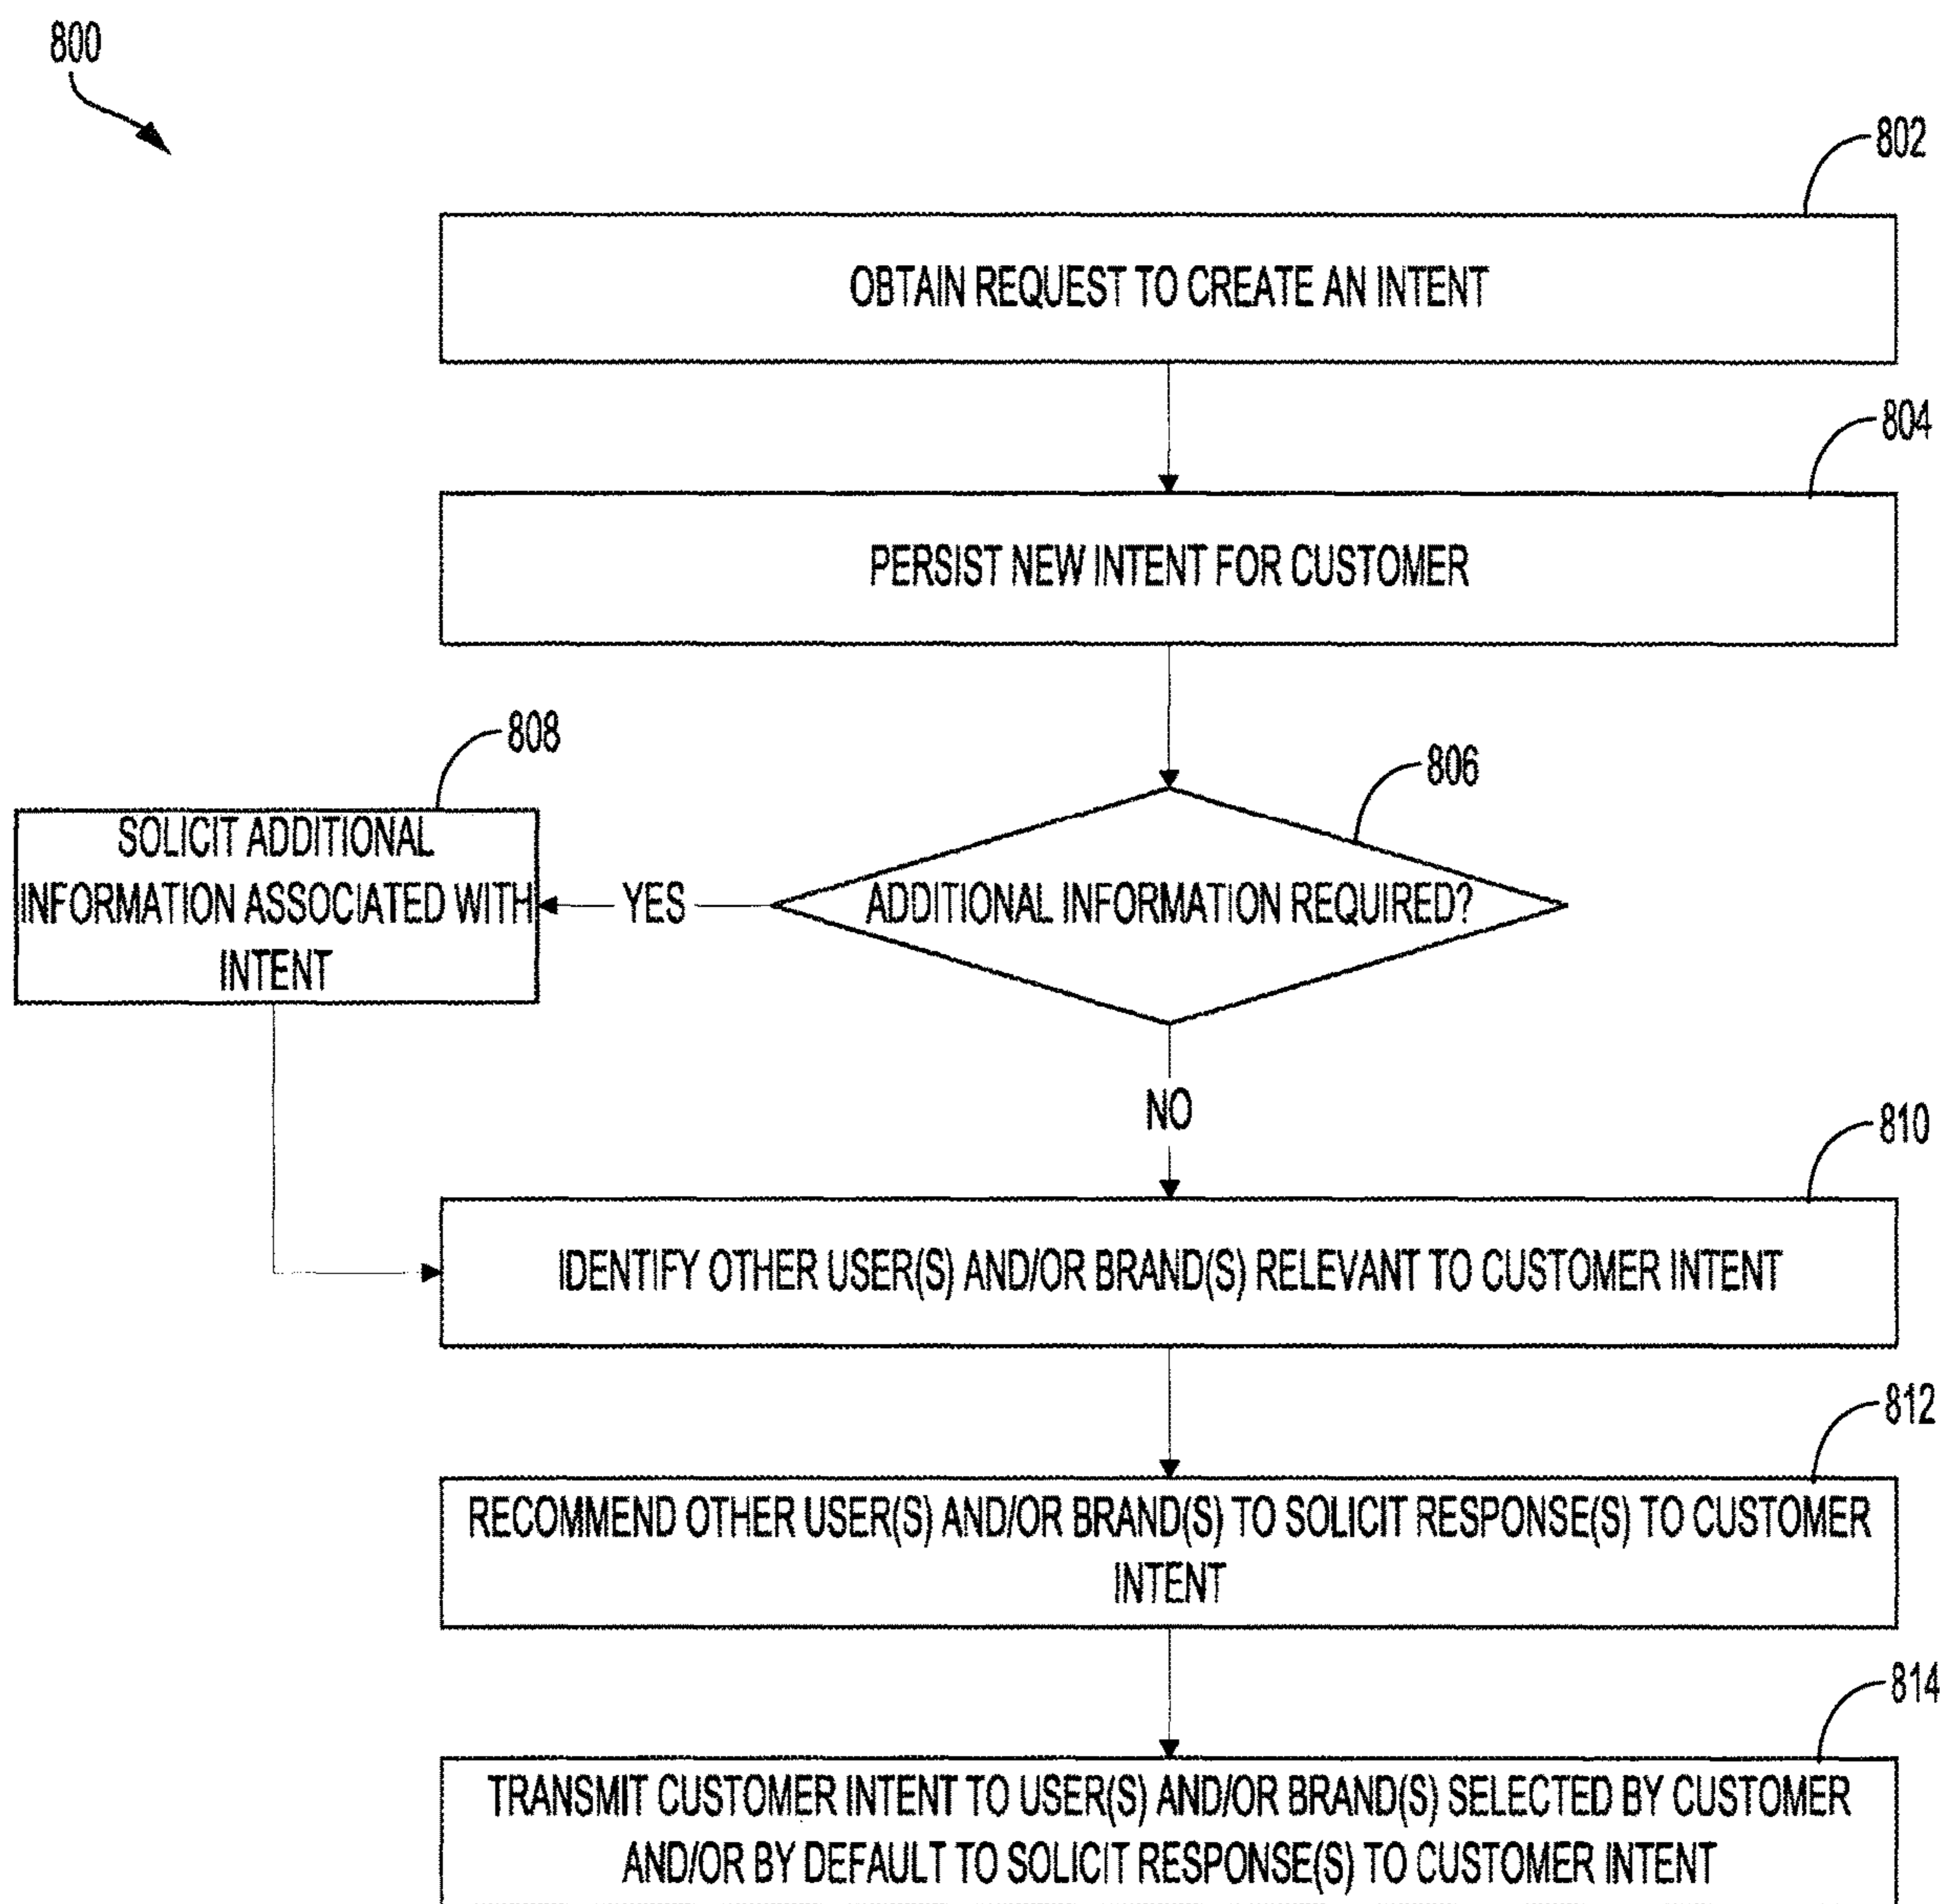 800
802
OBTAIN REQUEST TO CREATE AN INTENT
804
PERSIST NEW INTENT FOR CUSTOMER
808
806
SOLICIT ADDITIONAL
INFORMATION ASSOCIATED WITH
INTENT
YES
ADDITIONAL INFORMATION REQUIRED?
NO
810
IDENTIFY OTHER USER(S) AND/OR BRAND(S) RELEVANT TO CUSTOMER INTENT
812
RECOMMEND OTHER USER(S) AND/OR BRAND(S) TO SOLICIT RESPONSE(S) TO CUSTOMER
INTENT
814
TRANSMIT CUSTOMER INTENT TO USER(S) AND/OR BRAND(S) SELECTED BY CUSTOMER
AND/OR BY DEFAULT TO SOLICIT RESPONSE(S) TO CUSTOMER INTENT